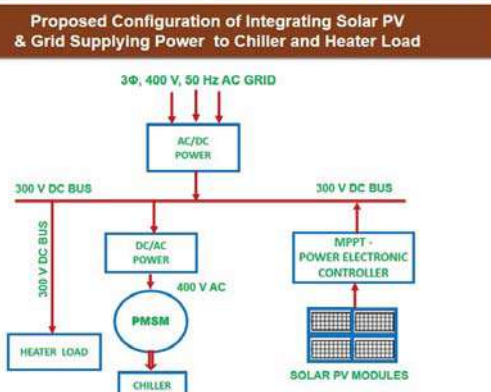 Proposed Configuration of Integrating Solar PV
& Grid Supplying Power to Chiller and Heater Load
3Φ, 400 V, 50 Hz AC GRID
AC/DC
POWER
300 V DC BUS
300 V DC BUS
300 V DC BUS
DC/AC
POWER
MPPT -
POWER ELECTRONIC
CONTROLLER
400 V AC
PMSM
HEATER LOAD
CHILLER
SOLAR PV MODULES